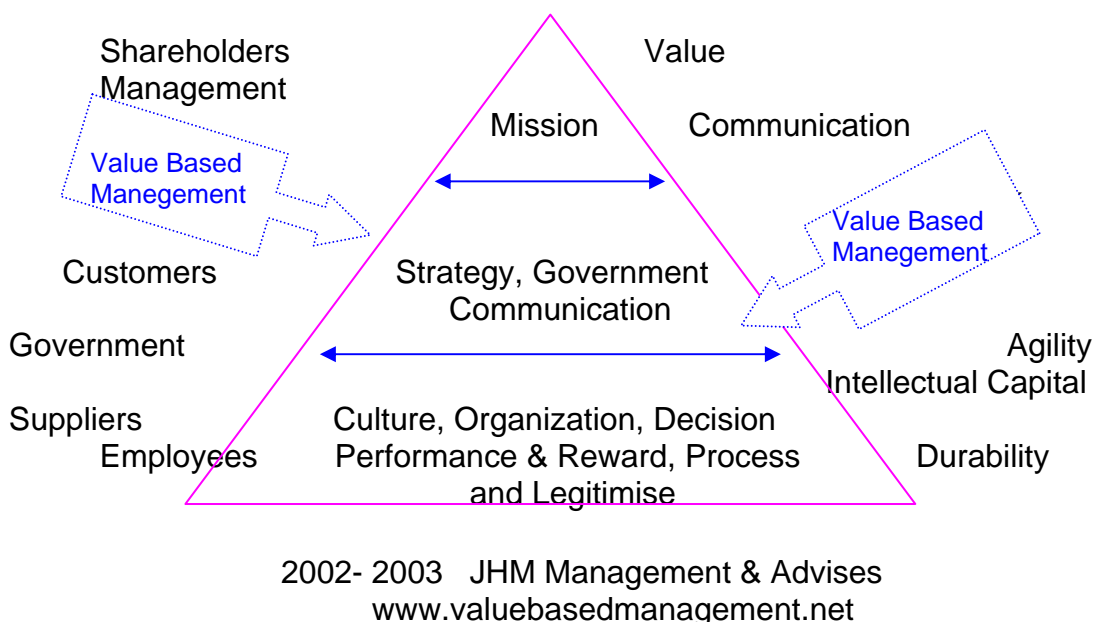 Shareholders
Management
Value
Mission
Communication
Value Based
Manegement
Value Based
Manegement
Customers
Strategy, Government
Communication
Government
Agility
Intellectual Capital
Suppliers
Culture, Organization, Decision
Employees
Performance & Reward, Process
Durability
and Legitimise
2002- 2003 JHM Management & Advises
www.valuebasedmanagement.net